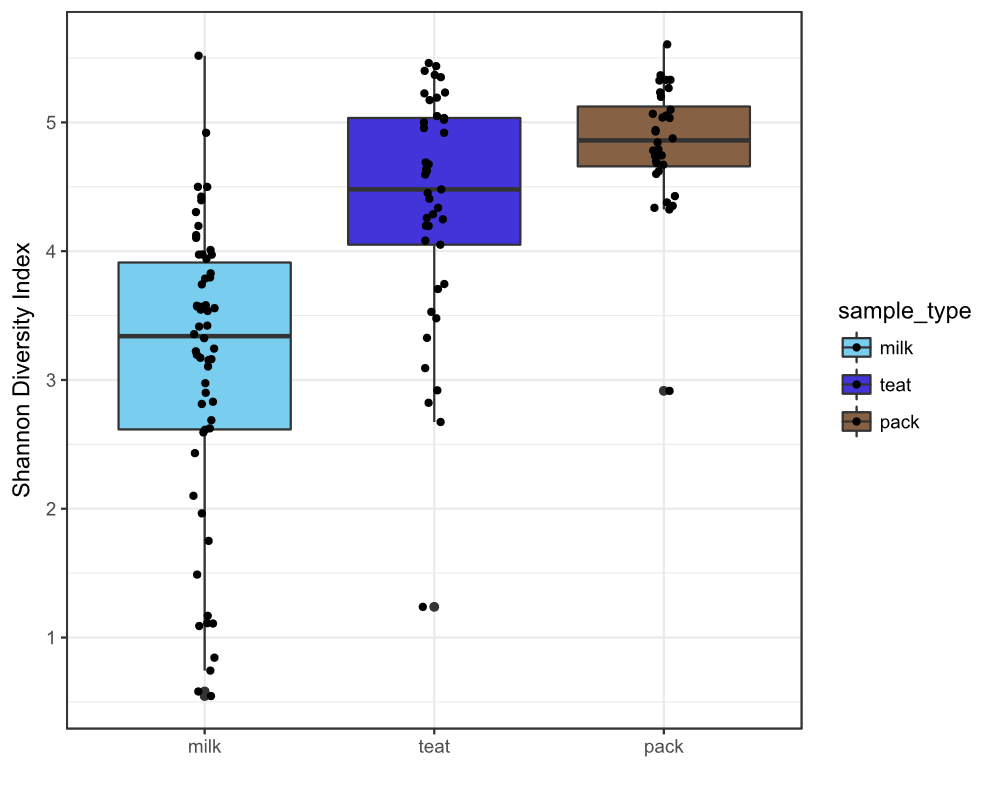 Shannon Diversity Index
5
4
3
2
1
milk teat pack
sample_type
milk
teat
pack